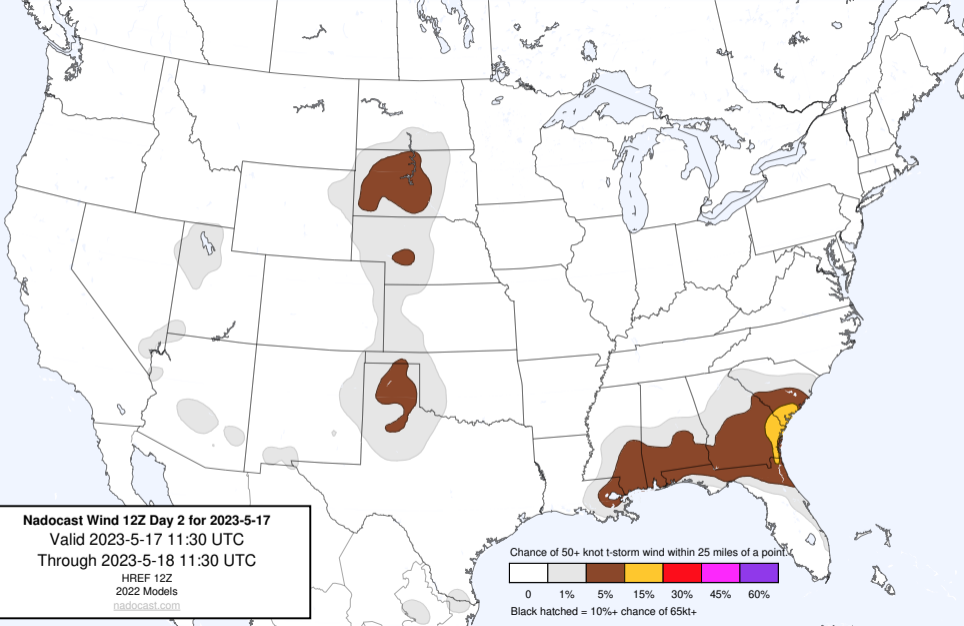 Nadocast Wind 12Z Day 2 for 2023-5-17
Valid 2023-5-17 11:30 UTC
Through 2023-5-18 11:30 UTC
HREF 12Z
2022 Models
nadocast.com
Chance of 50+ knot t-storm wind within 25 miles of a point.
0 1% 5% 15% 30% 45% 60%
Black hatched = 10%+ chance of 65kt+